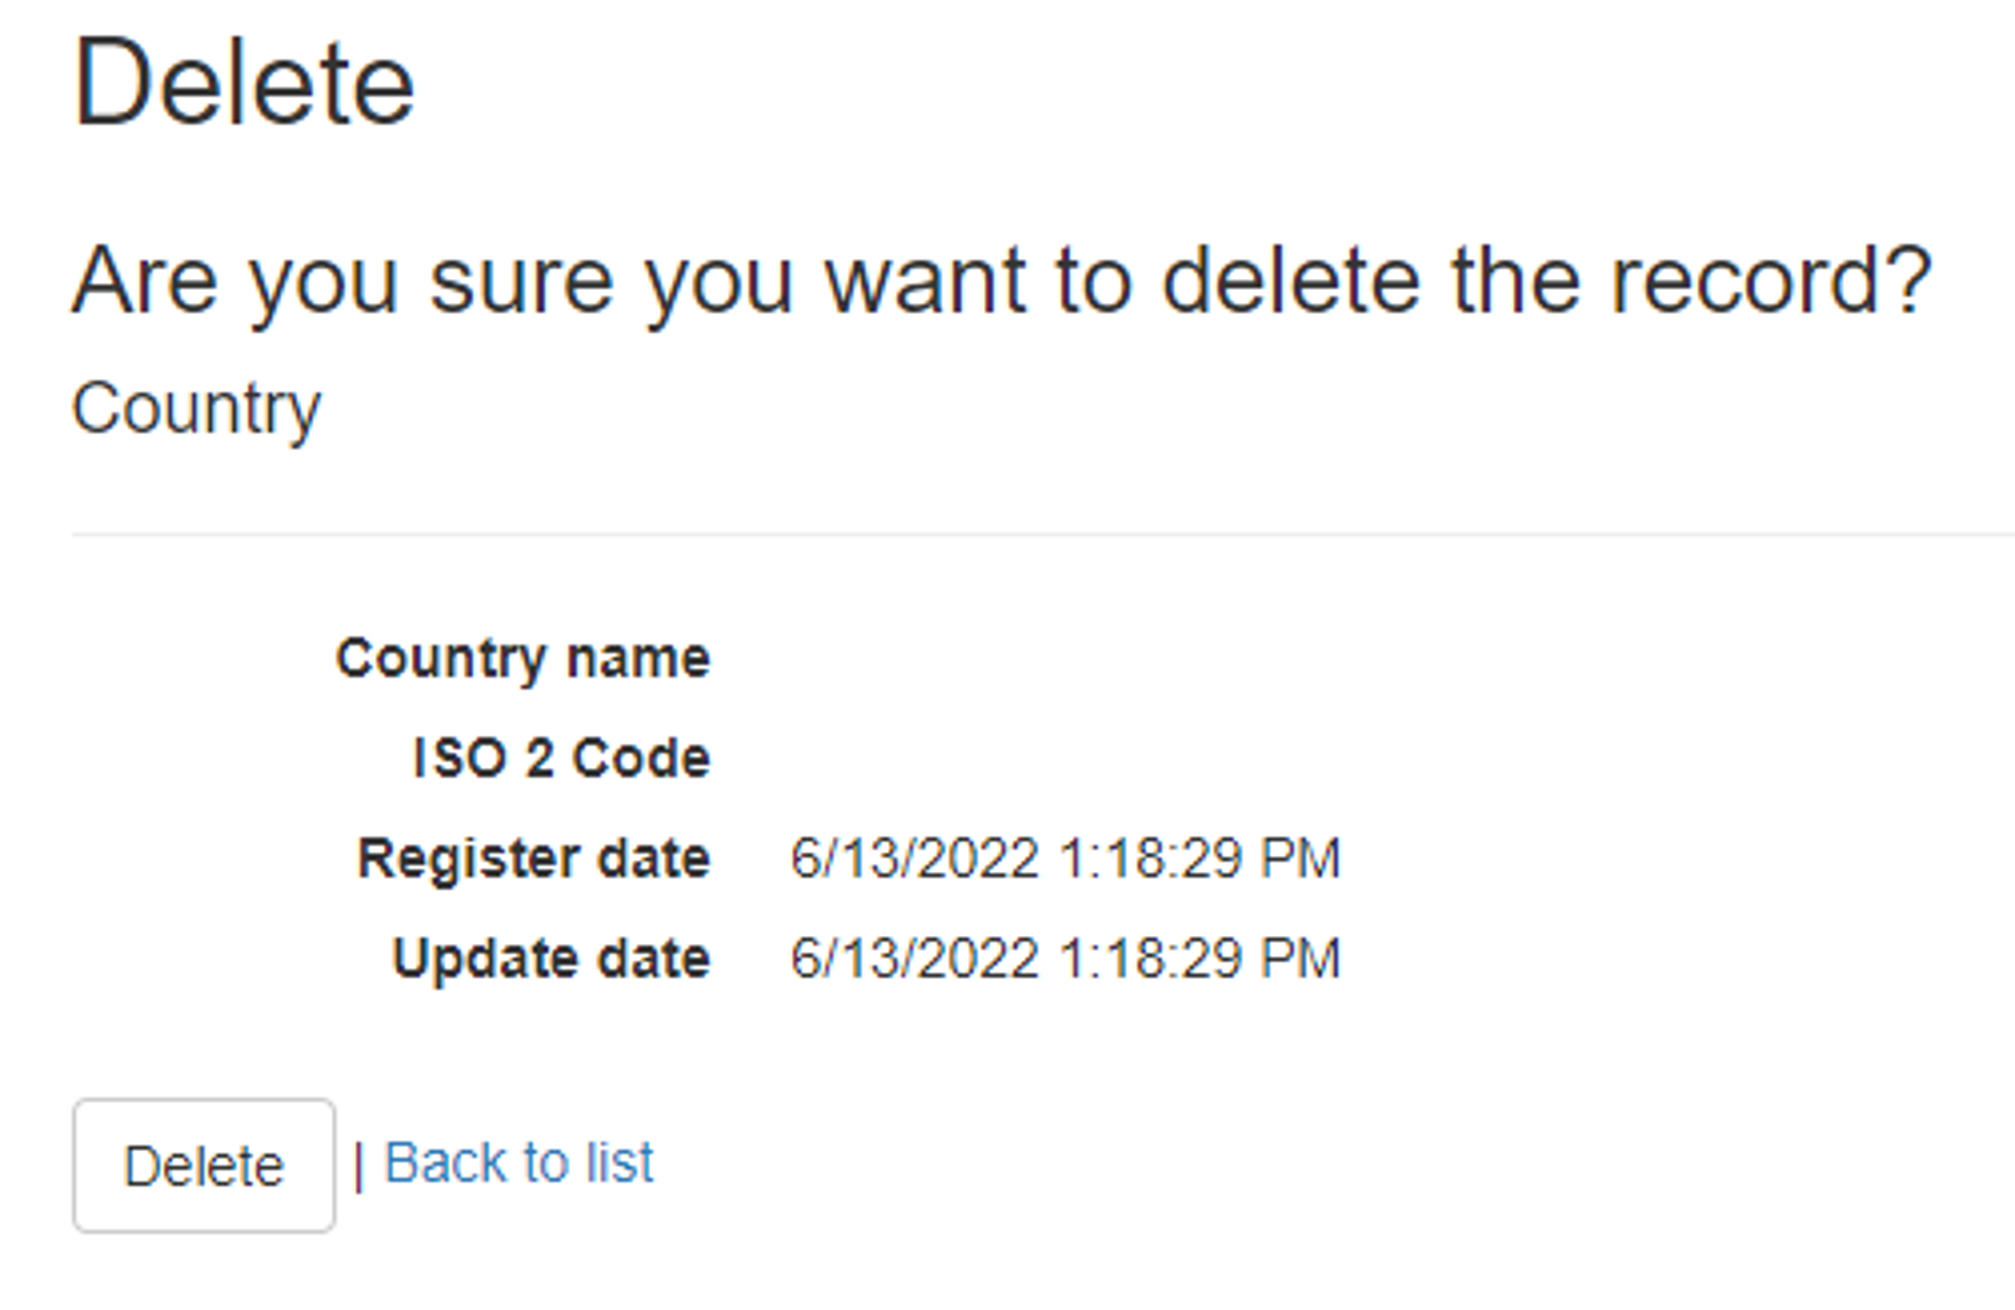 Delete
Are you sure you want to delete the record?
Country
Country name
ISO 2 Code
Register date 6/13/2022 1:18:29 PM
Update date 6/13/2022 1:18:29 PM
Delete | Back to list